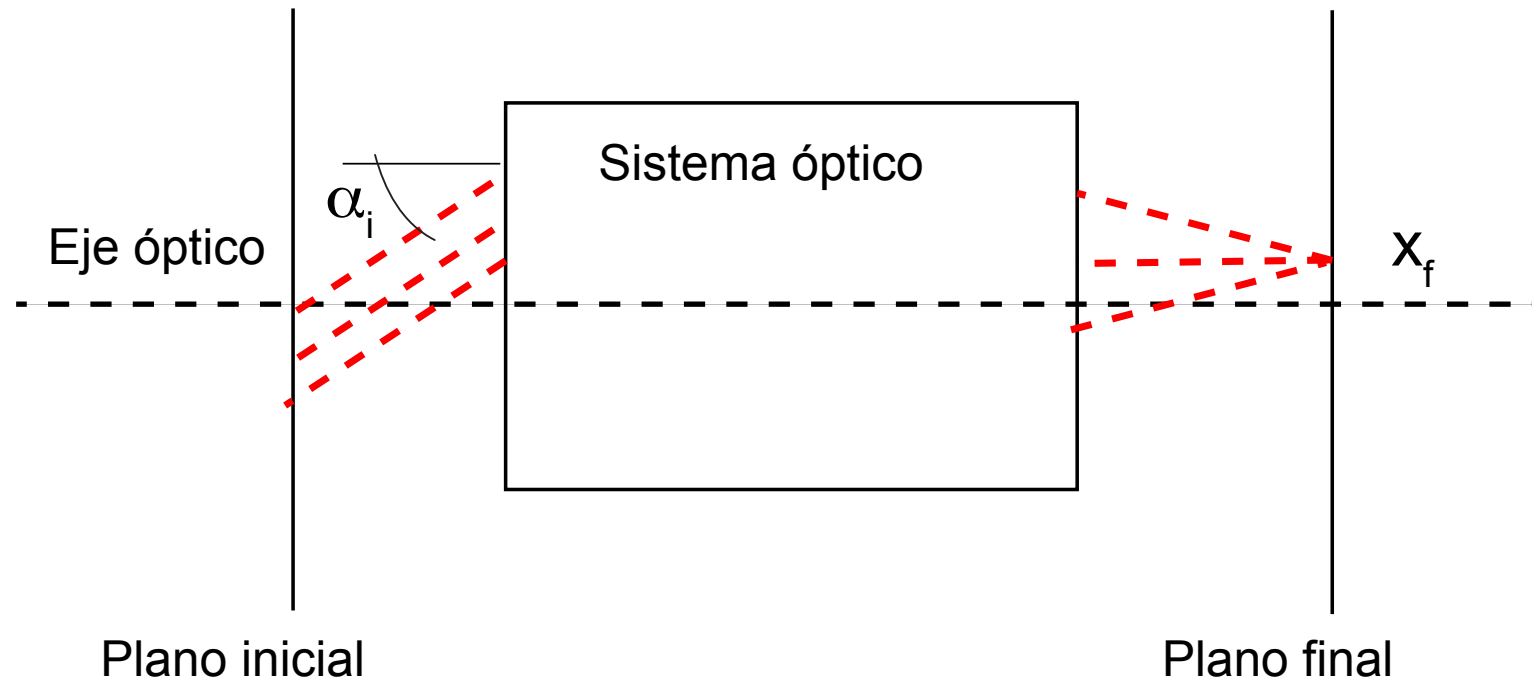 Sistema óptico
αi
Eje óptico
xf
Plano inicial
Plano final